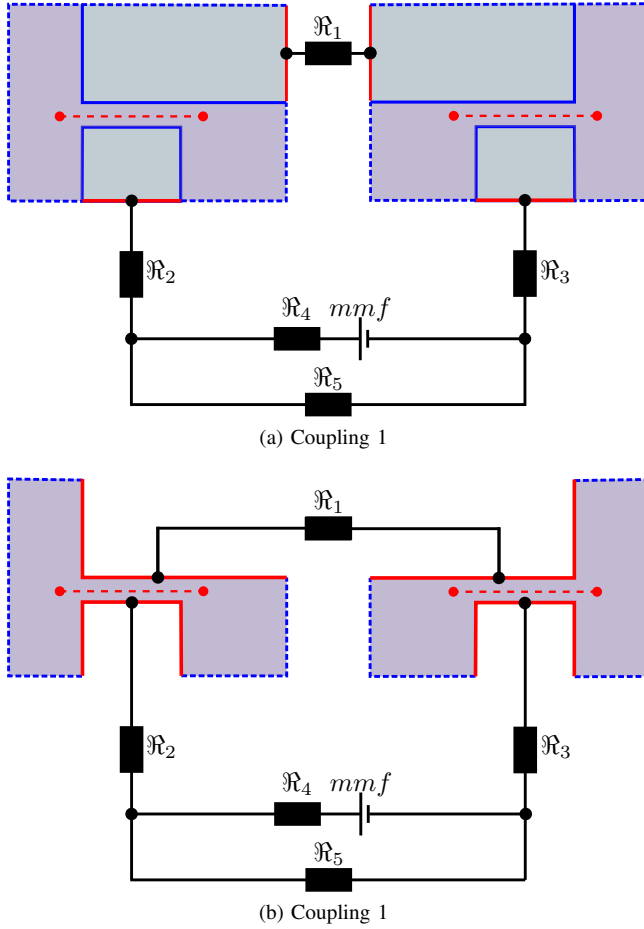 ℜ1
ℜ2
ℜ3
ℜ4
mmf
ℜ5
(a) Coupling 1
ℜ1
ℜ2
ℜ3
ℜ4
mmf
ℜ5
(b) Coupling 1